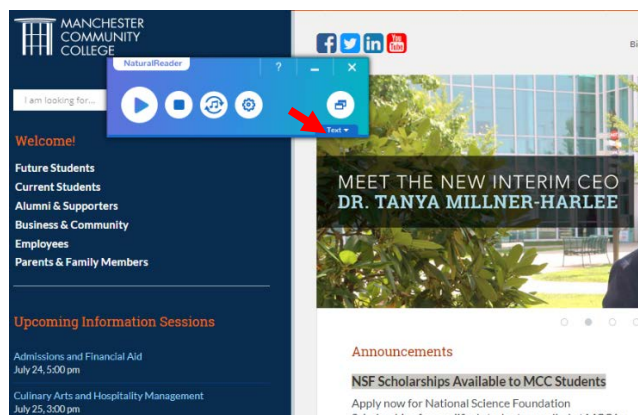 MANCHESTER
COMMUNITY
COLLEGE
NaturalReader
?
I am looking for...
Text
You
Tube
Welcome!
Future Students
Current Students
Alumni & Supporters
Business & Community
Employees
Parents & Family Members
Upcoming Information Sessions
Admissions and Financial Aid
July 24, 5:00 pm
Culinary Arts and Hospitality Management
July 25, 3:00 pm
MEET THE NEW INTERIM CEO
DR. TANYA MILLNER-HARLEE
Announcements
NSF Scholarships Available to MCC Students
Apply now for National Science Foundation